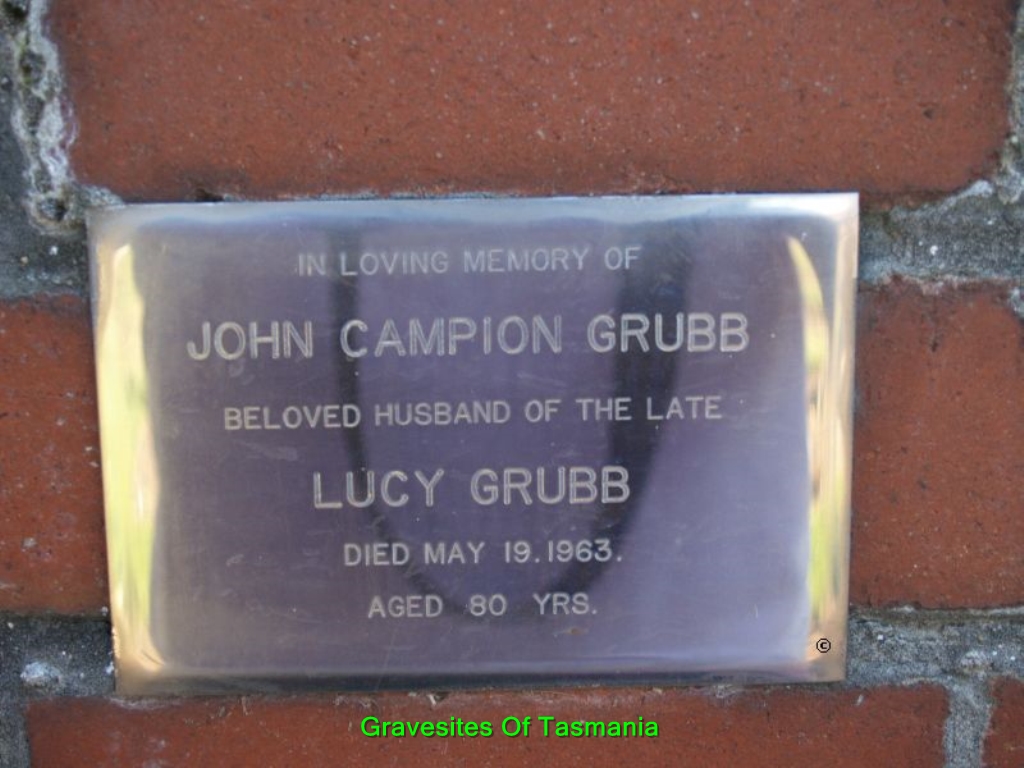 IN LOVING MEMORY OF
JOHN CAMPION GRUBB
BELOVED HUSBAND OF THE LATE
LUCY GRUBB
DIED MAY 19.1963.
AGED 80 YRS.
©
Gravesites Of Tasmania